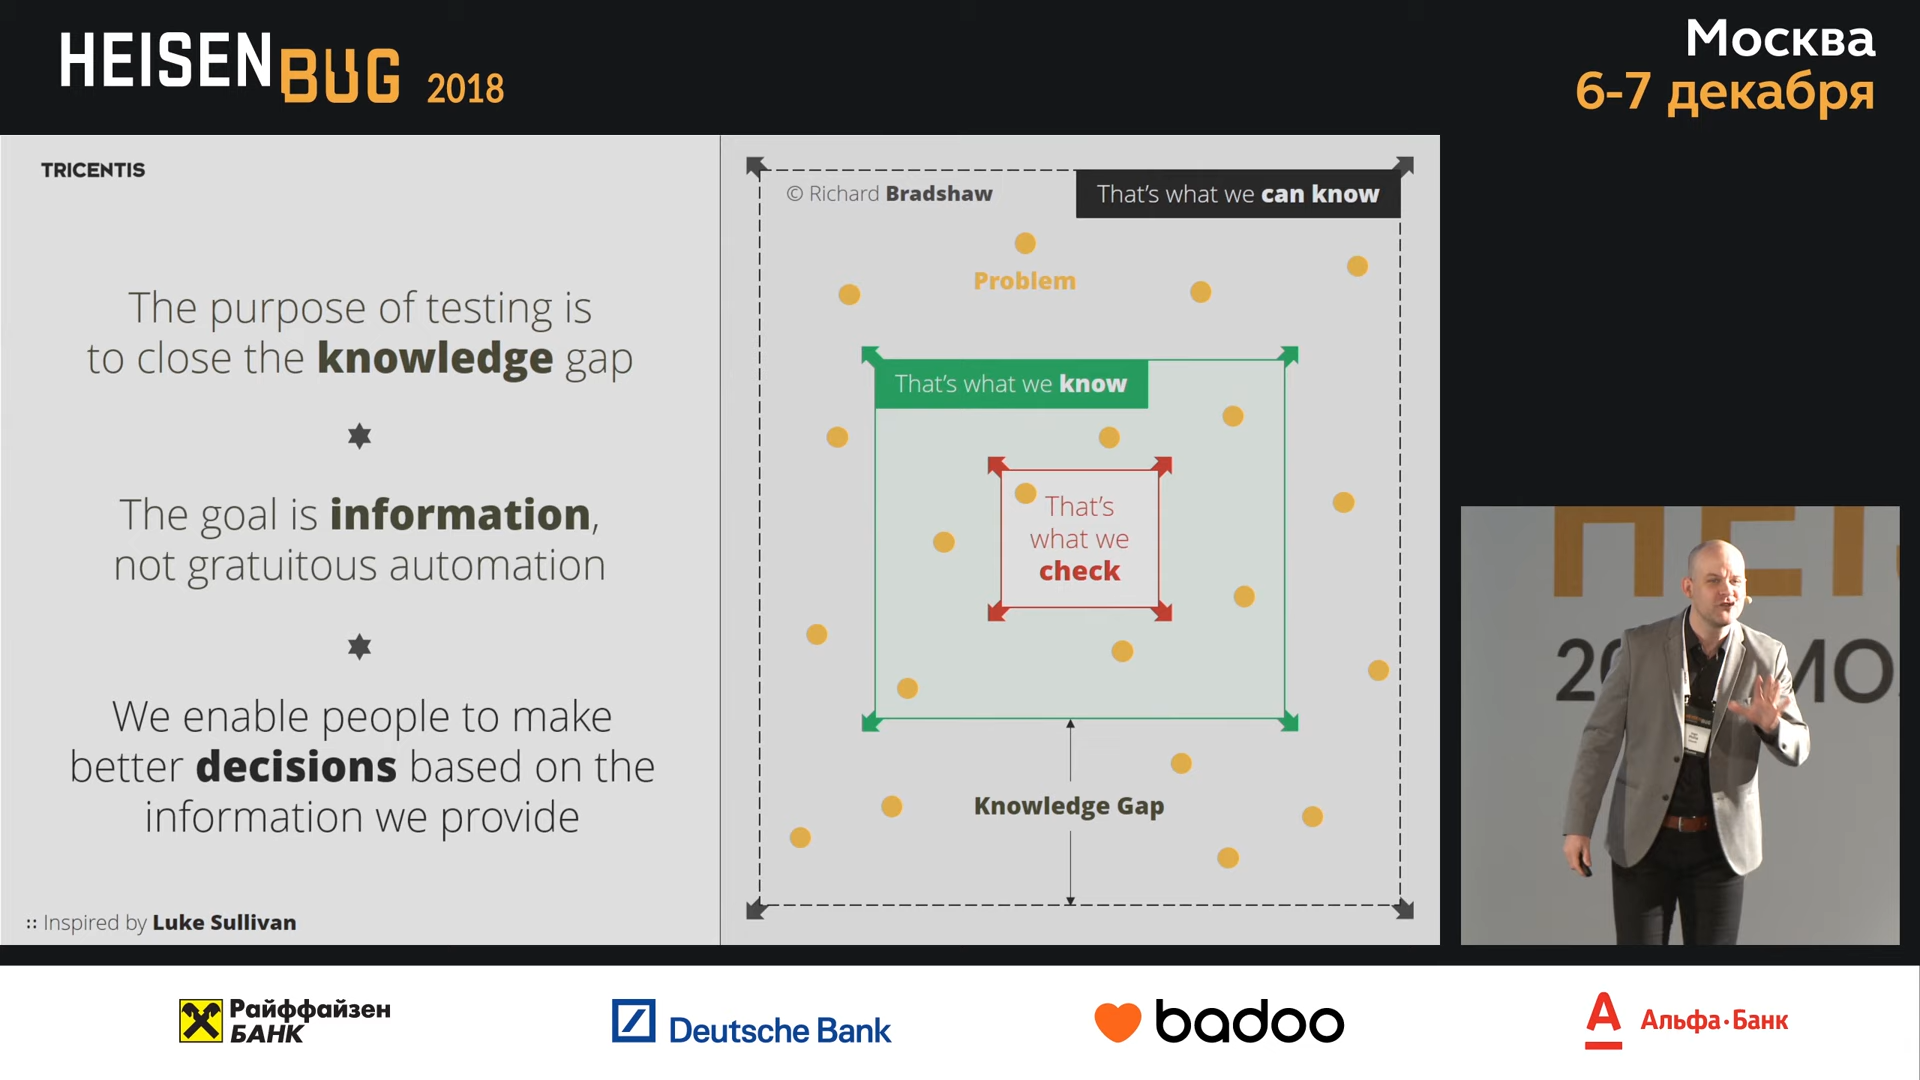 HEISENBUG 2018
Москва
6-7 декабря
TRICENTIS
The purpose of testing is
to close the knowledge gap
The goal is information,
not gratuitous automation
We enable people to make
better decisions based on the
information we provide
:: Inspired by Luke Sullivan
© Richard Bradshaw
That's what we can know
Problem
That's what we know
That's
what we
check
Knowledge Gap
Райффайзен
БАНК
Deutsche Bank
badoo
Альфа·Банк